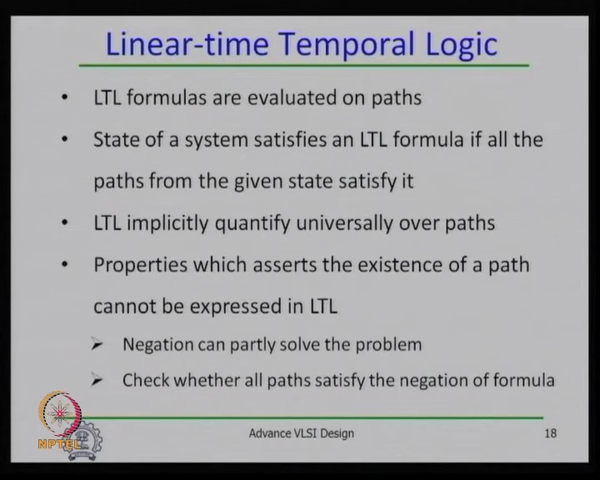 Linear-time Temporal Logic
• LTL formulas are evaluated on paths
• State of a system satisfies an LTL formula if all the
paths from the given state satisfy it
• LTL implicitly quantify universally over paths
• Properties which asserts the existence of a path
cannot be expressed in LTL
➢ Negation can partly solve the problem
➢ Check whether all paths satisfy the negation of formula
NPTEL
Advance VLSI Design
18